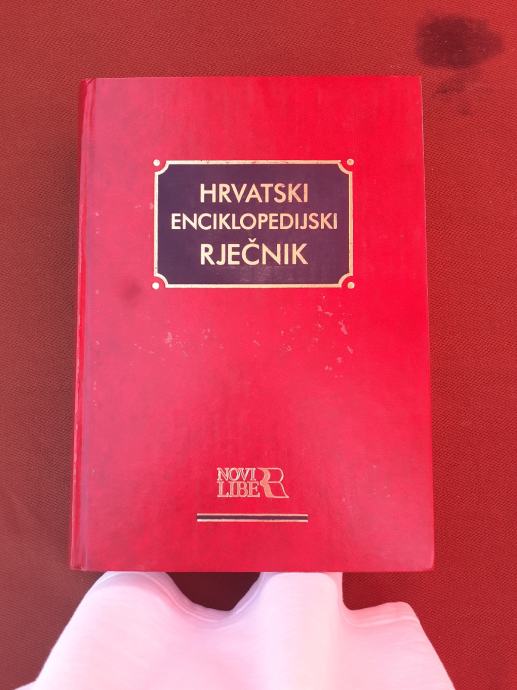 HRVATSKI
ENCIKLOPEDIJSKI
RJEČNIK
NOVI
LIBER